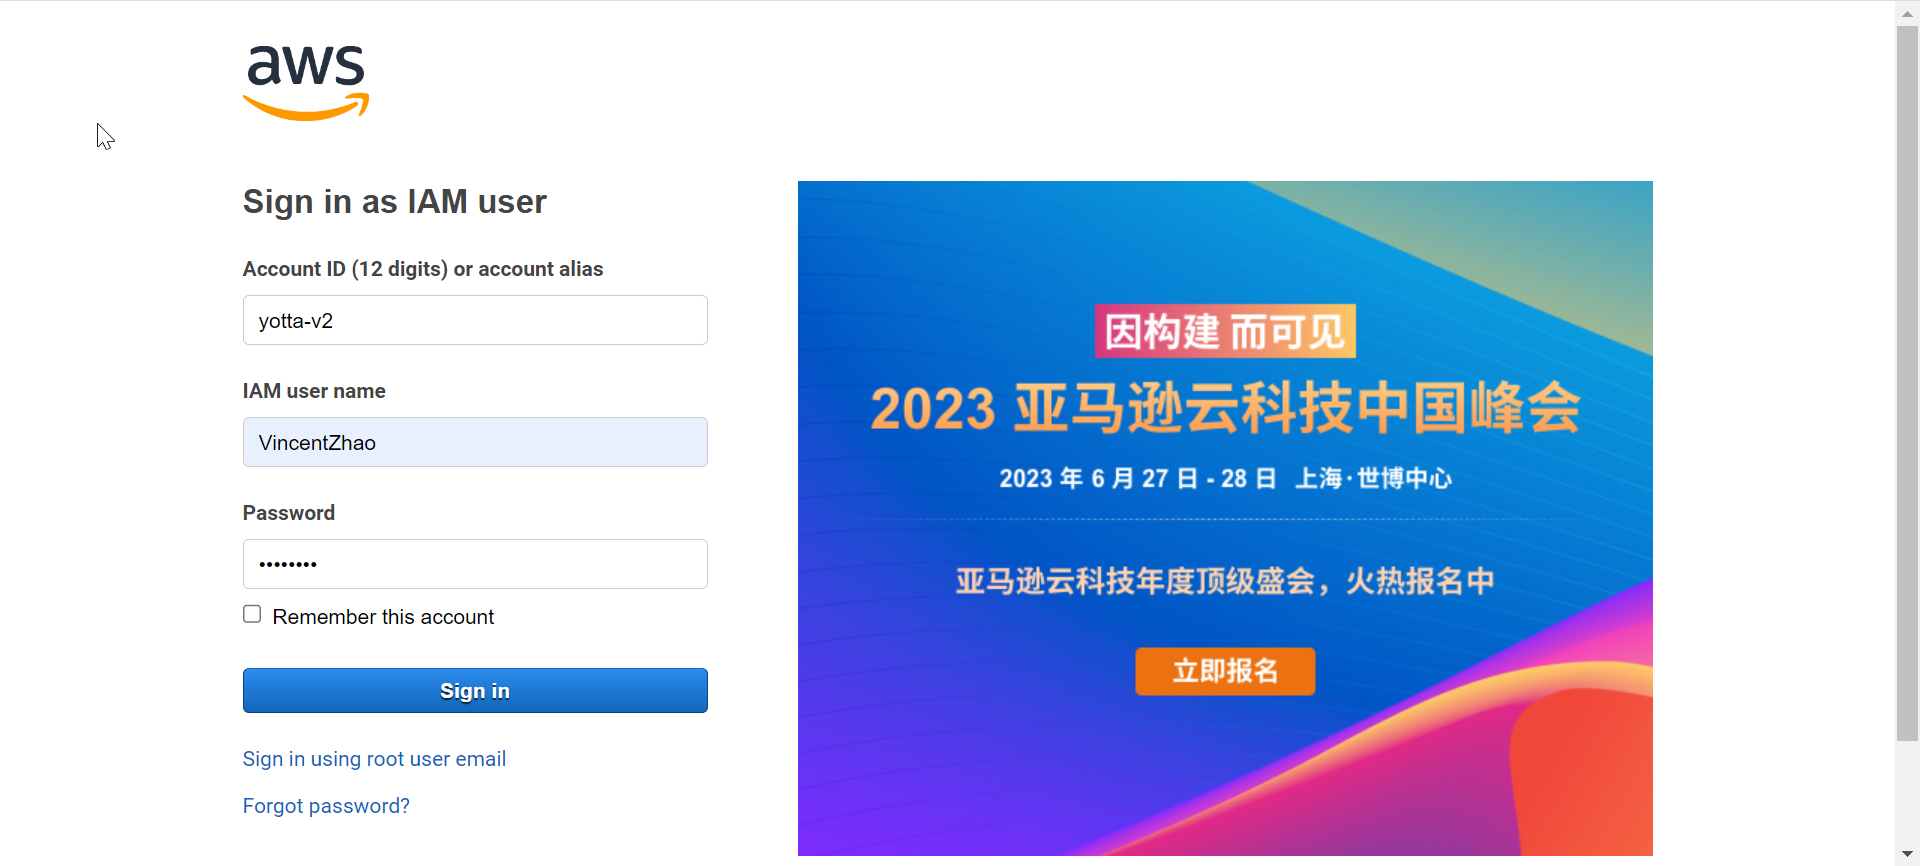 aws
Sign in as IAM user
Account ID (12 digits) or account alias
yotta-v2
IAM user name
VincentZhao
Password
••••••••
Remember this account
Sign in
Sign in using root user email
Forgot password?
因构建 而可见
2023 亚马逊云科技中国峰会
2023 年 6 月 27 日 - 28 日 上海·世博中心
亚马逊云科技年度顶级盛会，火热报名中
立即报名